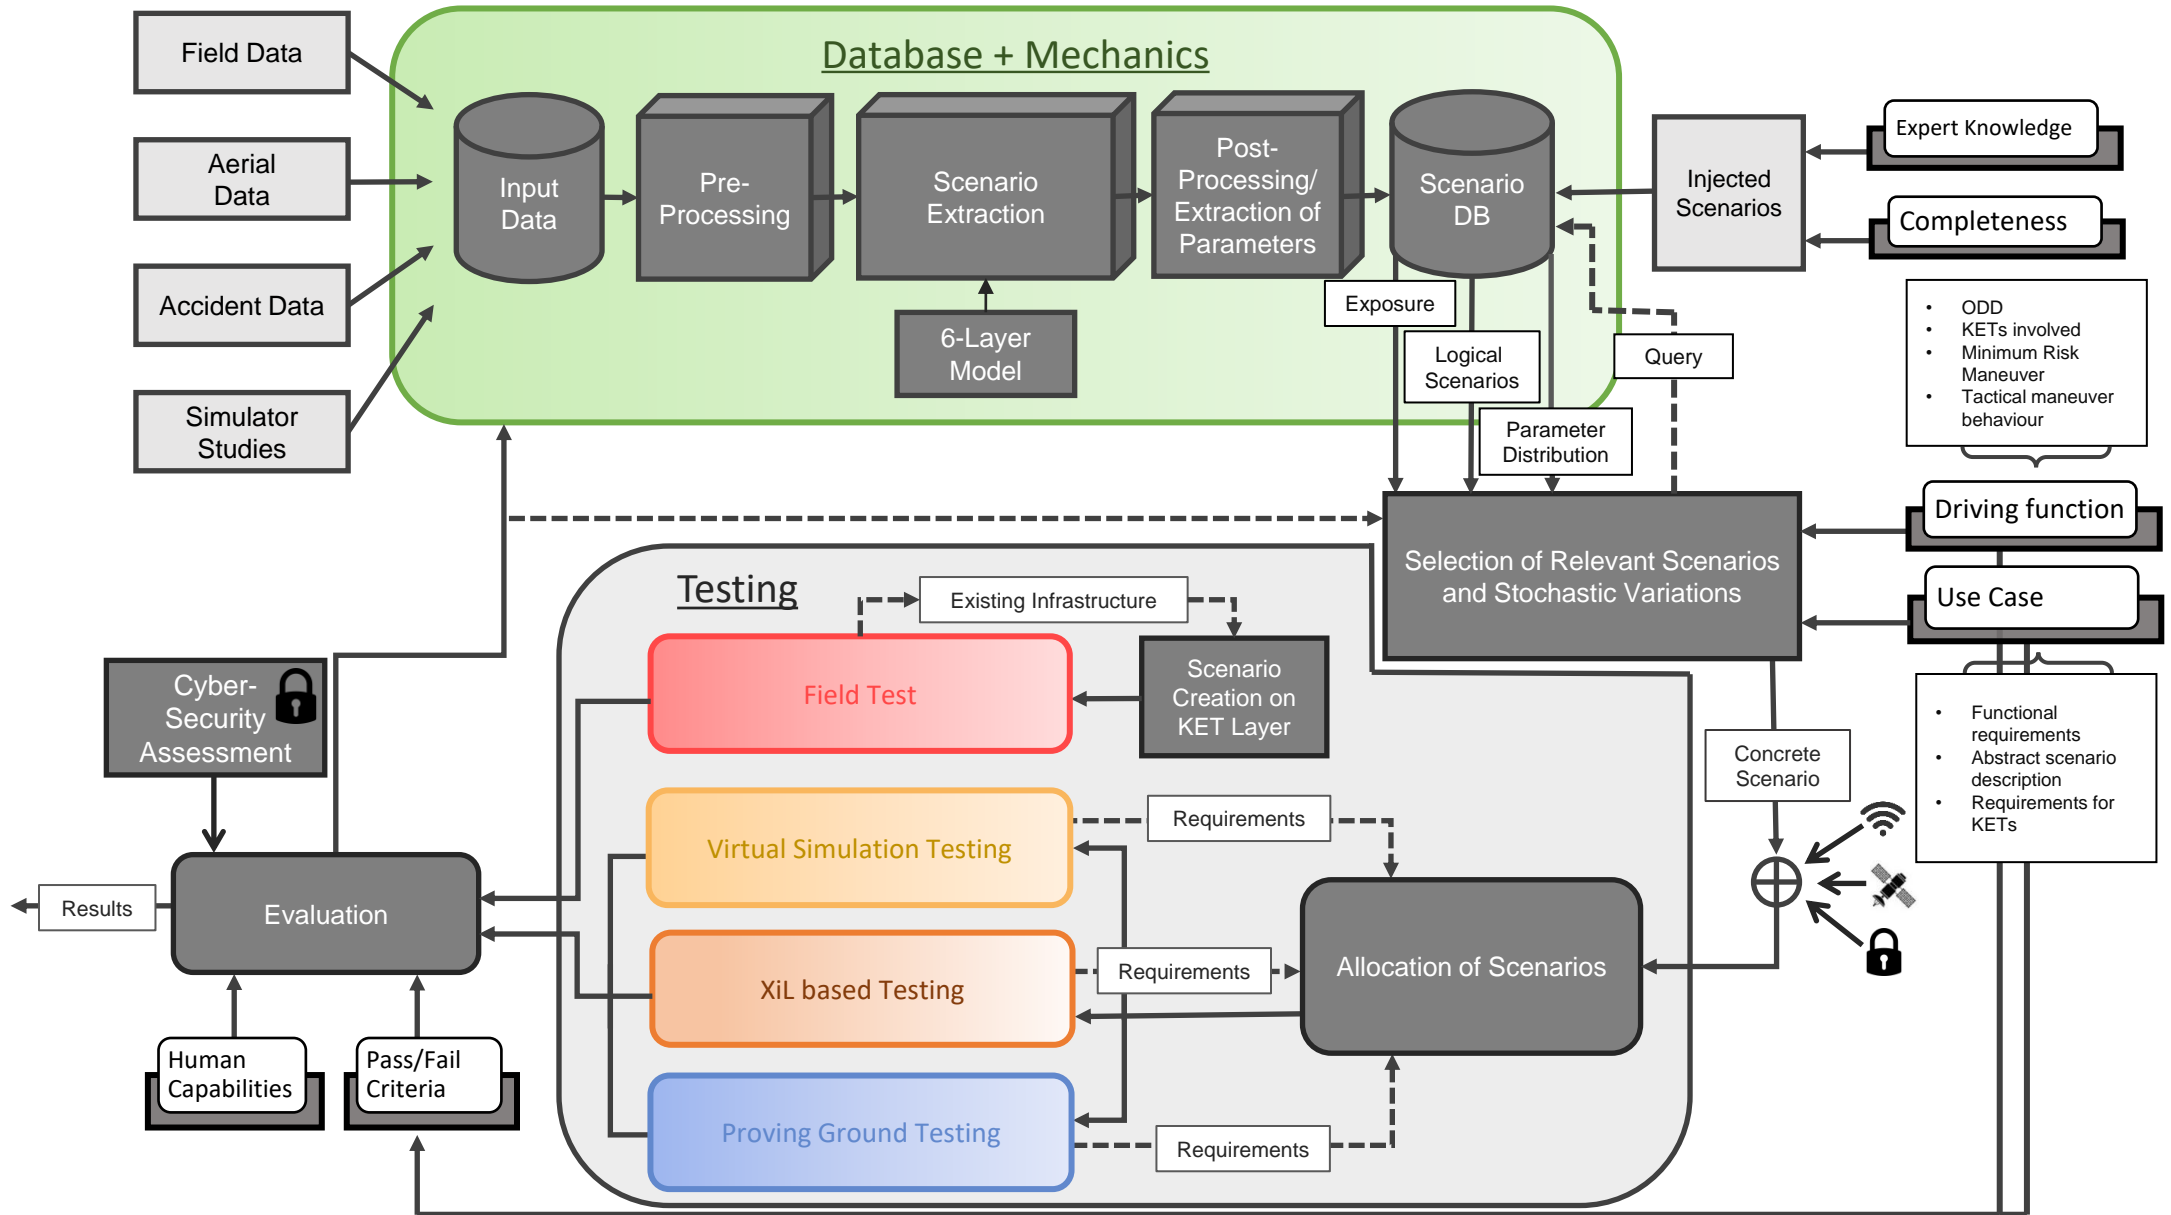 Database + Mechanics
Field Data
Aerial
Data
Accident Data
Simulator
Studies
Input
Data
Pre-
Processing
Scenario
Extraction
6-Layer
Model
Post-
Processing/
Extraction of
Parameters
Scenario
DB
Injected
Scenarios
Expert Knowledge
Completeness
Exposure
Logical
Scenarios
Parameter
Distribution
Query
• ODD
• KETs involved
• Minimum Risk
Maneuver
• Tactical maneuver
behaviour
Driving function
Use Case
• Functional
requirements
• Abstract scenario
description
• Requirements for
KETs
Selection of Relevant Scenarios
and Stochastic Variations
Concrete
Scenario
Testing
Existing Infrastructure
Field Test
Scenario
Creation on
KET Layer
Virtual Simulation Testing
Requirements
XiL based Testing
Requirements
Allocation of Scenarios
Proving Ground Testing
Requirements
Cyber-
Security
Assessment
Evaluation
Results
Human
Capabilities
Pass/Fail
Criteria